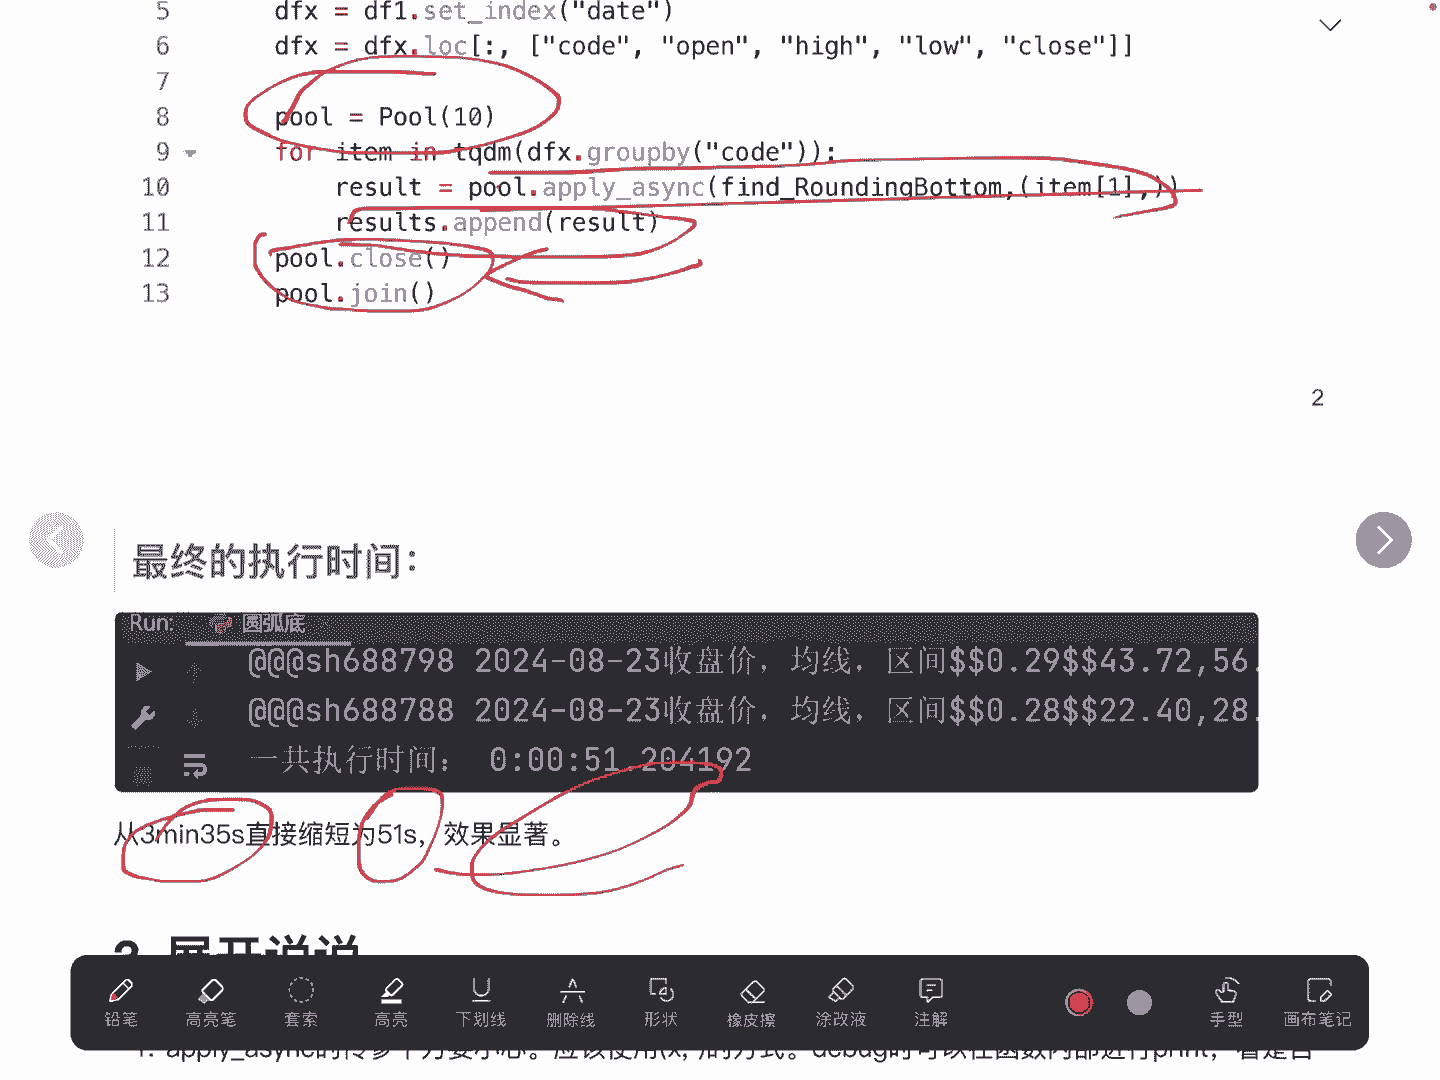 5 dfx = df1.set_index("date")
6 dfx = dfx.loc[:, ["code", "open", "high", "low", "close"]]
7
8 pool = Pool(10)
9 for item in tqdm(dfx.groupby("code")):
10 result = pool.apply_async(find_RoundingBottom,(item[1],))
11 results.append(result)
12 pool.close()
13 pool.join()
2
最终的执行时间：
Run: 圆弧底
@@@sh688798 2024-08-23收盘价，均线，区间$$0.29$$43.72,56.
@@@sh688788 2024-08-23收盘价，均线，区间$$0.28$$22.40,28.
一共执行时间： 0:00:51.204192
从3min35s直接缩短为51s，效果显著。
2. 展开说说
铅笔 高亮笔 套索 高亮 下划线 删除线 形状 橡皮擦 涂改液 注解 手型 画布笔记
1. apply_async的传参千万要小心。应该使用(x, )的方式。debug时可以在函数内部进行print，看是否